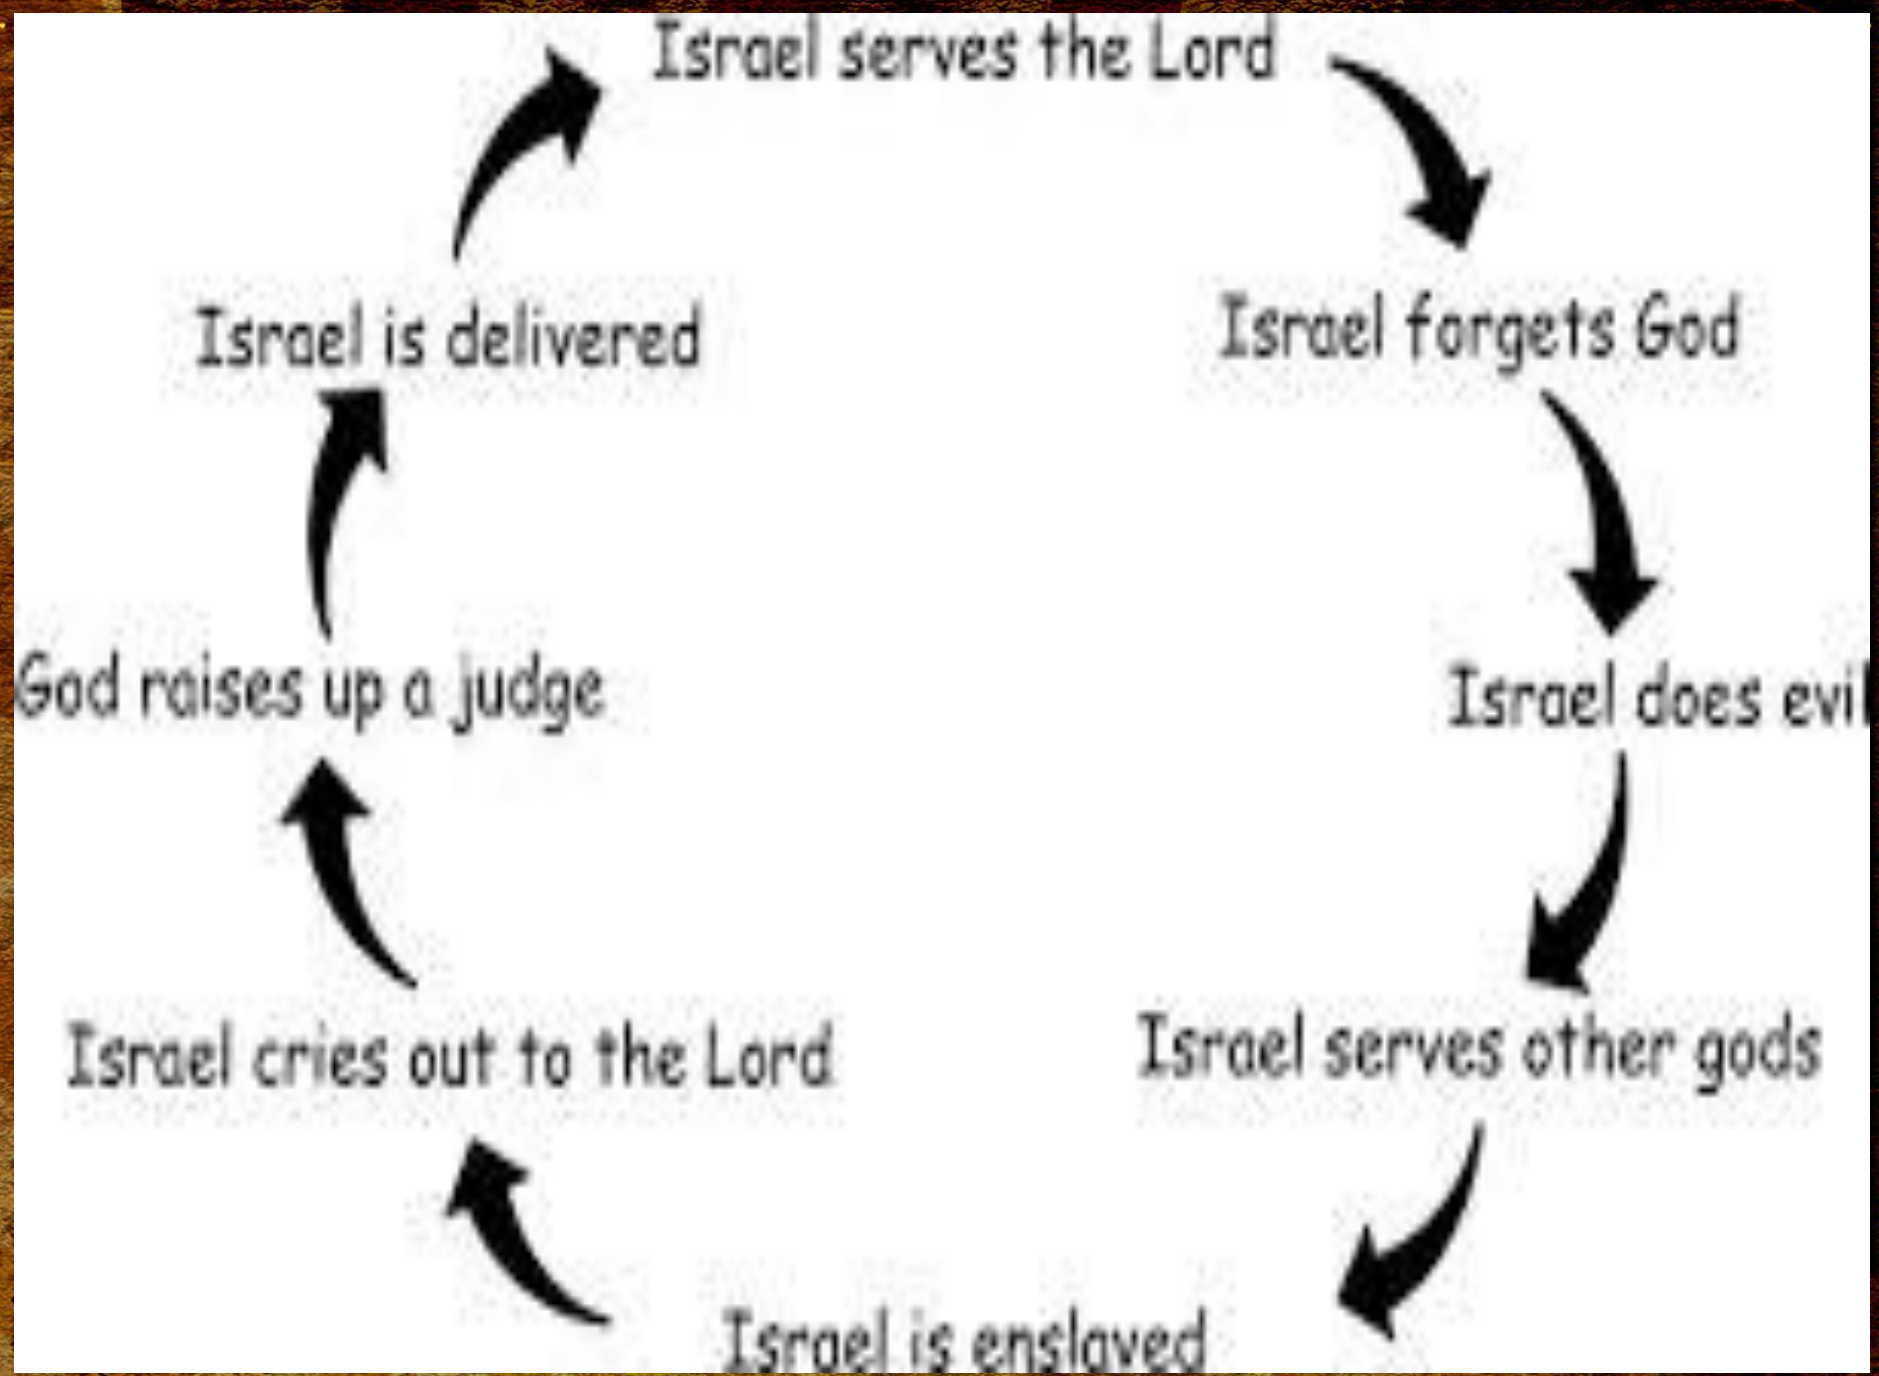 Israel serves the Lord
Israel forgets God
Israel does evil
Israel serves other gods
Israel is enslaved
Israel cries out to the Lord
God raises up a judge
Israel is delivered